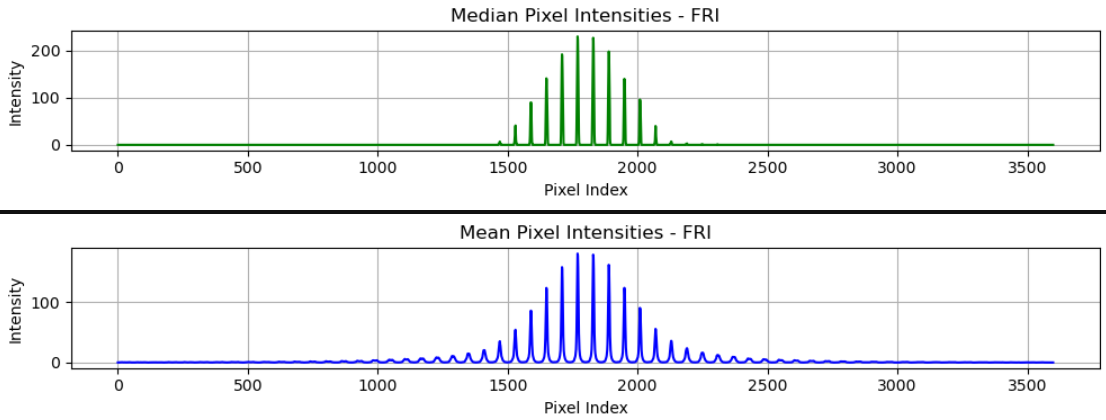 Median Pixel Intensities - FRI
Intensity
200
100
0
0 500 1000 1500 2000 2500 3000 3500
Pixel Index
Mean Pixel Intensities - FRI
Intensity
100
0
0 500 1000 1500 2000 2500 3000 3500
Pixel Index